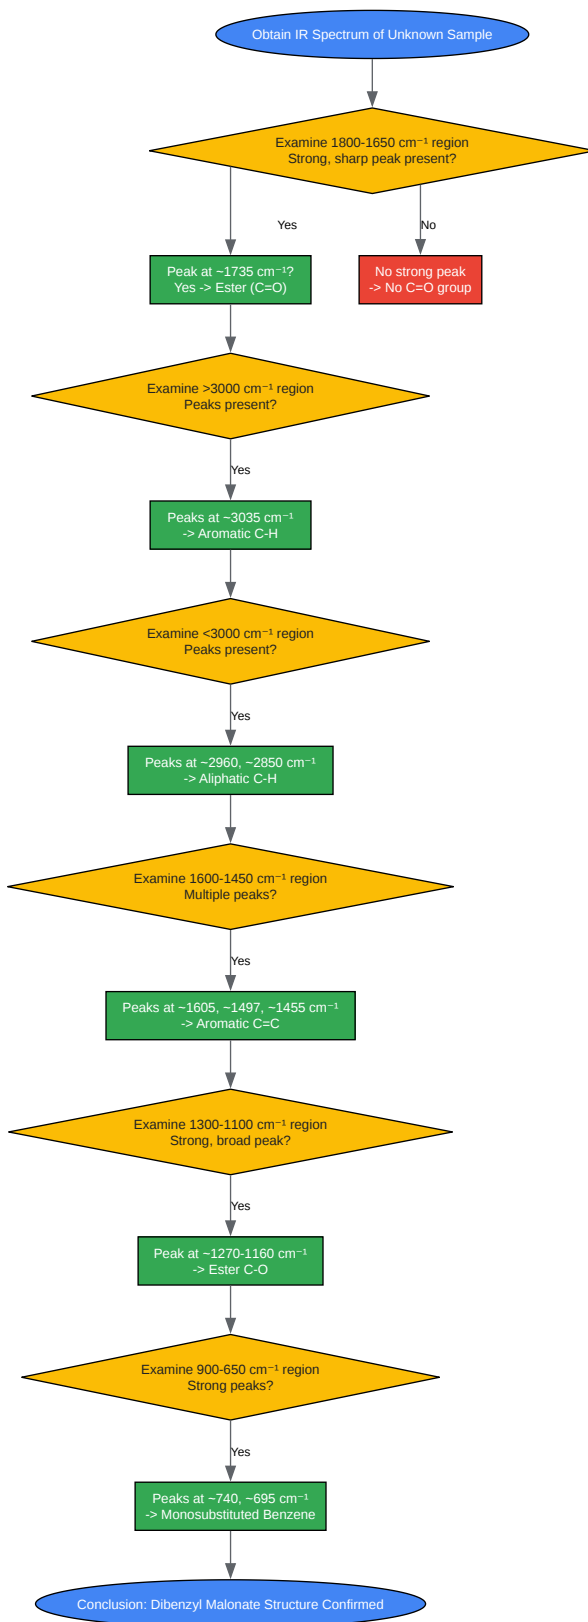 Obtain IR Spectrum of Unknown Sample
Examine 1800-1650 cm⁻¹ region
Strong, sharp peak present?
Yes
No
Peak at ~1735 cm⁻¹?
Yes -> Ester (C=O)
No strong peak
-> No C=O group
Examine >3000 cm⁻¹ region
Peaks present?
Yes
Peaks at ~3035 cm⁻¹
-> Aromatic C-H
Examine <3000 cm⁻¹ region
Peaks present?
Yes
Peaks at ~2960, ~2850 cm⁻¹
-> Aliphatic C-H
Examine 1600-1450 cm⁻¹ region
Multiple peaks?
Yes
Peaks at ~1605, ~1497, ~1455 cm⁻¹
-> Aromatic C=C
Examine 1300-1100 cm⁻¹ region
Strong, broad peak?
Yes
Peak at ~1270-1160 cm⁻¹
-> Ester C-O
Examine 900-650 cm⁻¹ region
Strong peaks?
Yes
Peaks at ~740, ~695 cm⁻¹
-> Monosubstituted Benzene
Conclusion: Dibenzyl Malonate Structure Confirmed